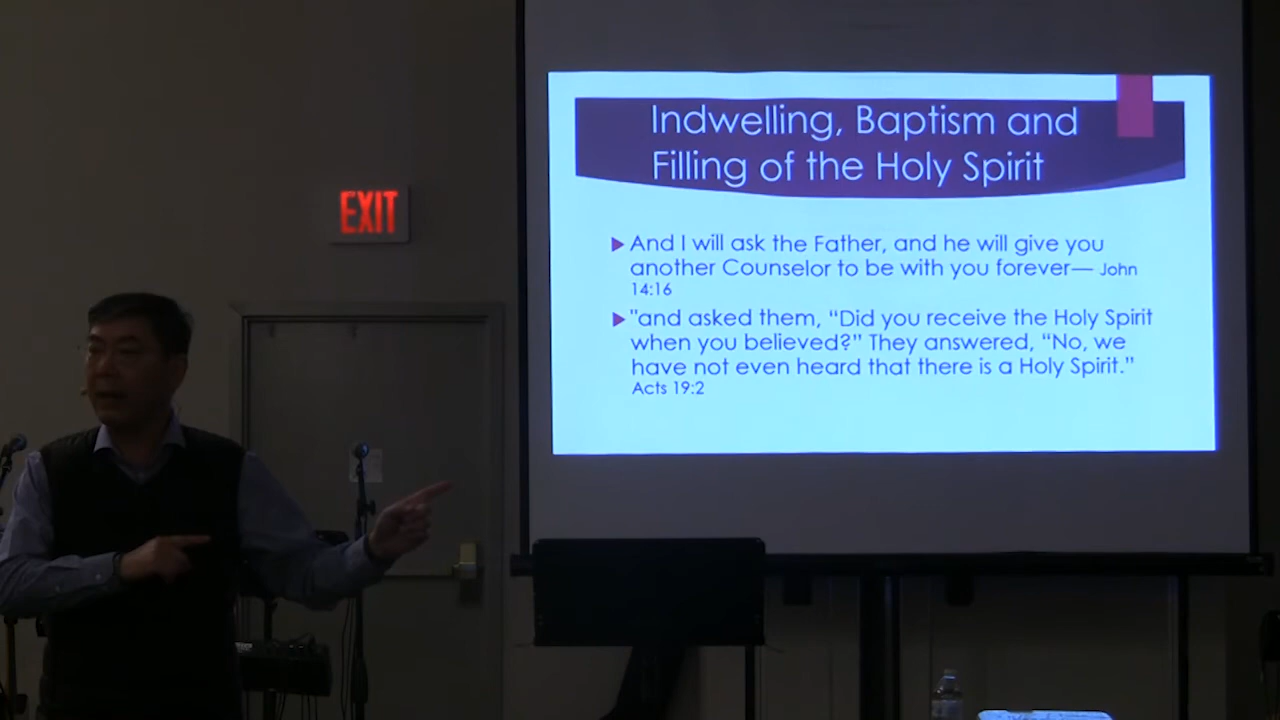 Indwelling, Baptism and
Filling of the Holy Spirit
EXIT
And I will ask the Father, and he will give you
another Counselor to be with you forever— John
14:16
"and asked them, “Did you receive the Holy Spirit
when you believed?” They answered, “No, we
have not even heard that there is a Holy Spirit.”
Acts 19:2